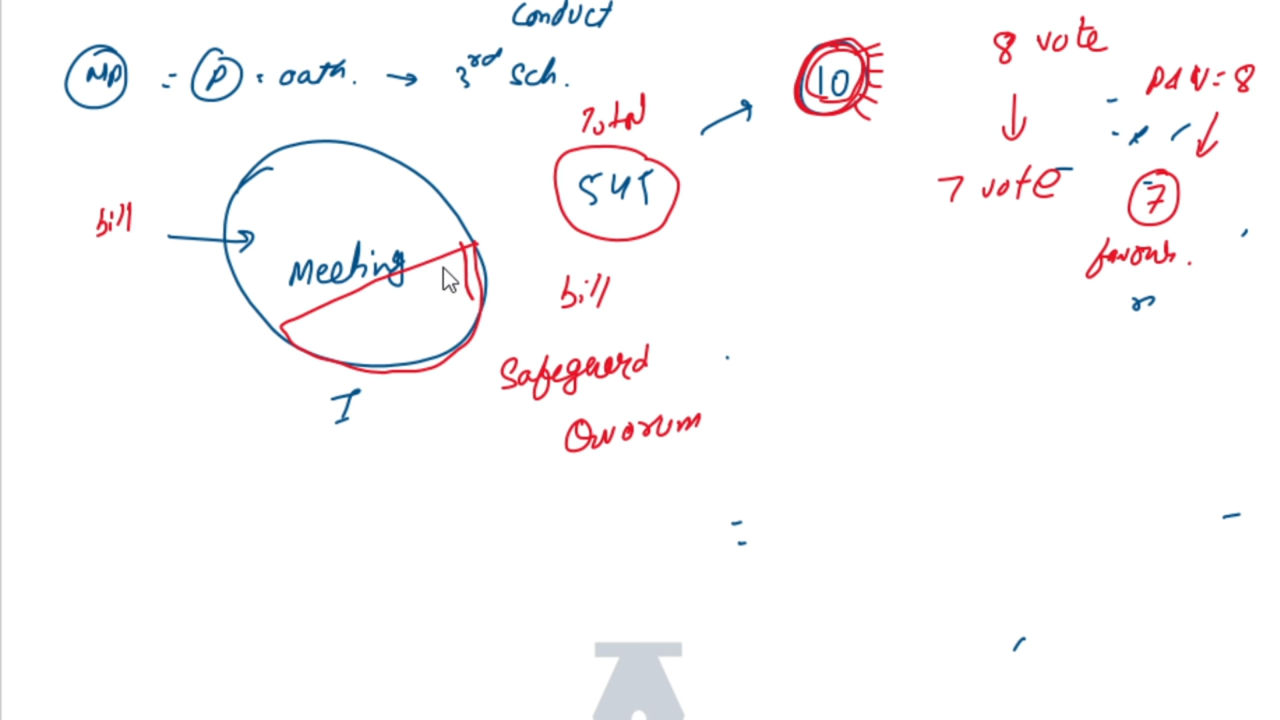 Conduct
MP = P : oath. → 3rd Sch.
Total
545
10
8 vote
7 vote
P&V = 8
7
favour.
bill
Meeting
I
bill
Safeguard
Quorum